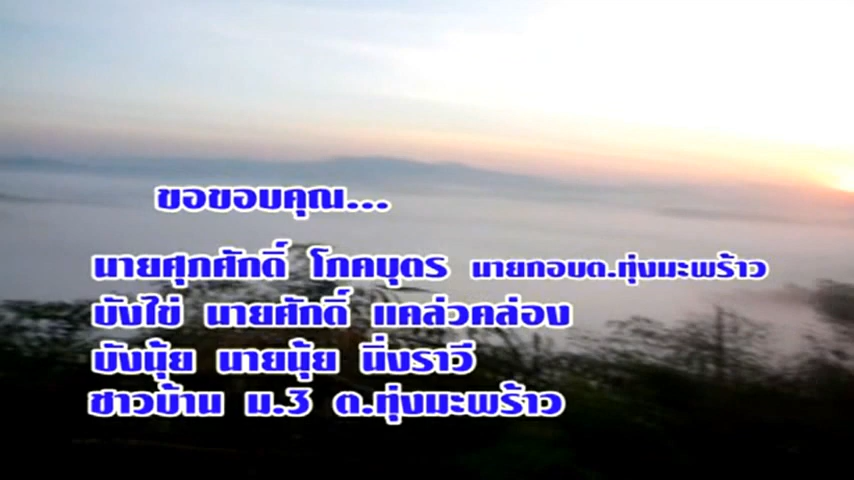 ขอขอบคุณ...
นายศุภศักดิ์ โภคบุตร นายกอบต.ทุ่งมะพร้าว
บังไข่ นายศักดิ์ แคล่วคล่อง
บังนุ้ย นายนุ้ย นิ่งราวี
ชาวบ้าน ม.3 ต.ทุ่งมะพร้าว